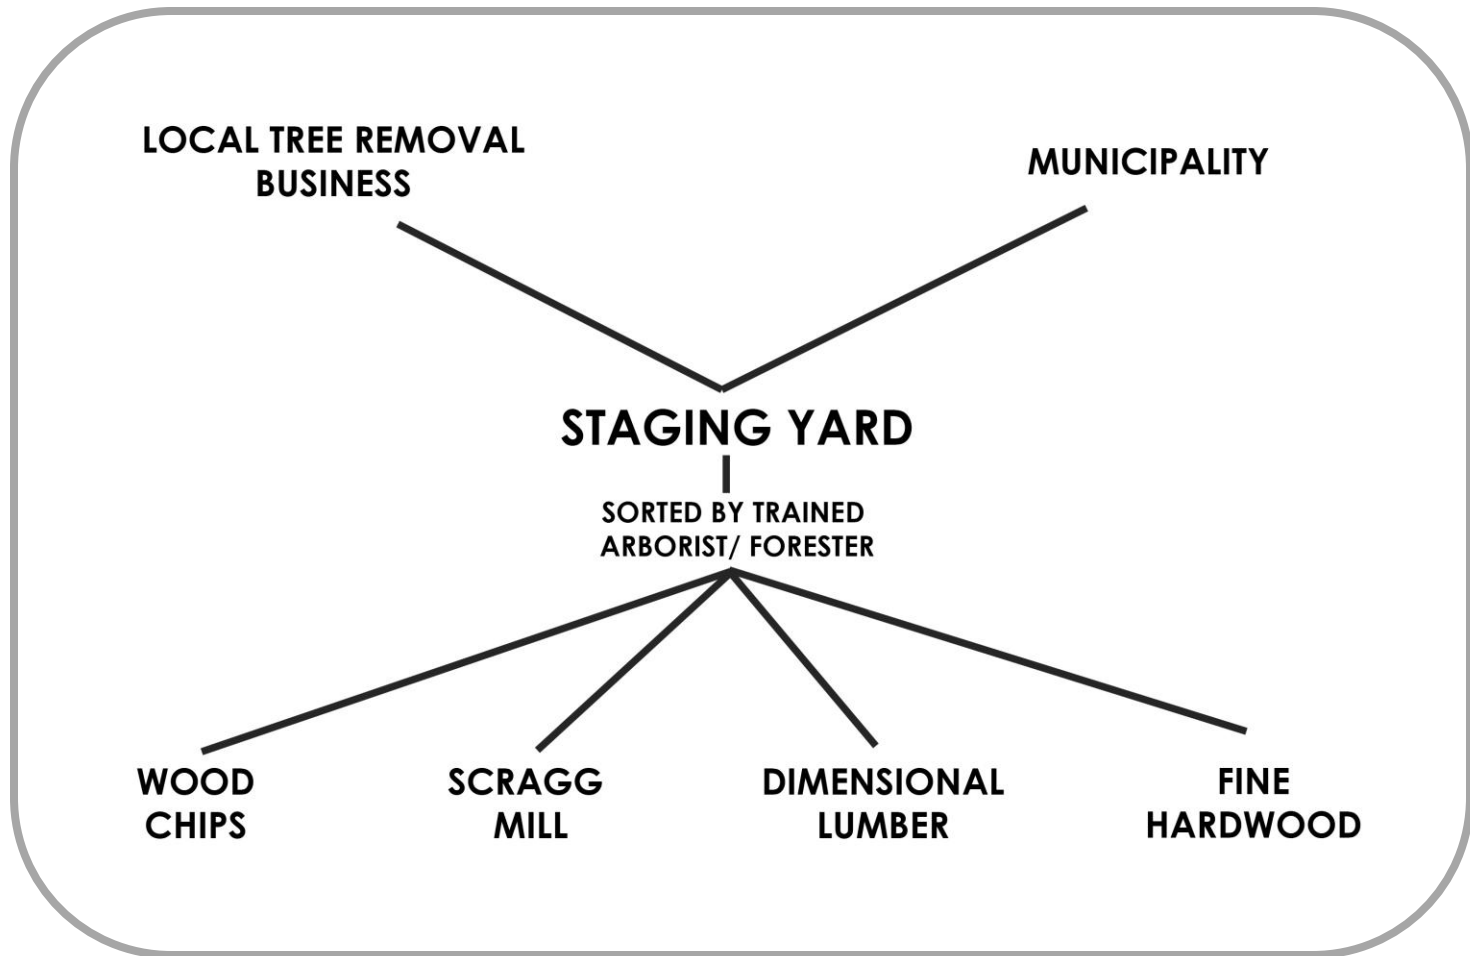 LOCAL TREE REMOVAL
BUSINESS
MUNICIPALITY
STAGING YARD
SORTED BY TRAINED
ARBORIST/ FORESTER
WOOD
CHIPS
SCRAGG
MILL
DIMENSIONAL
LUMBER
FINE
HARDWOOD